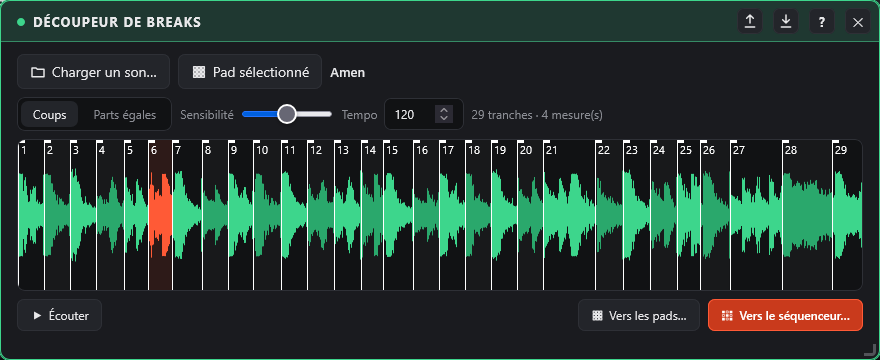 DÉCOUPEUR DE BREAKS ?
Charger un son... Pad sélectionné Amen
Coups Parts égales Sensibilité Tempo 120 29 tranches · 4 mesure(s)
1 2 3 4 5 6 7 8 9 10 11 12 13 14 15 16 17 18 19 20 21 22 23 24 25 26 27 28 29
Écouter Vers les pads... Vers le séquenceur...